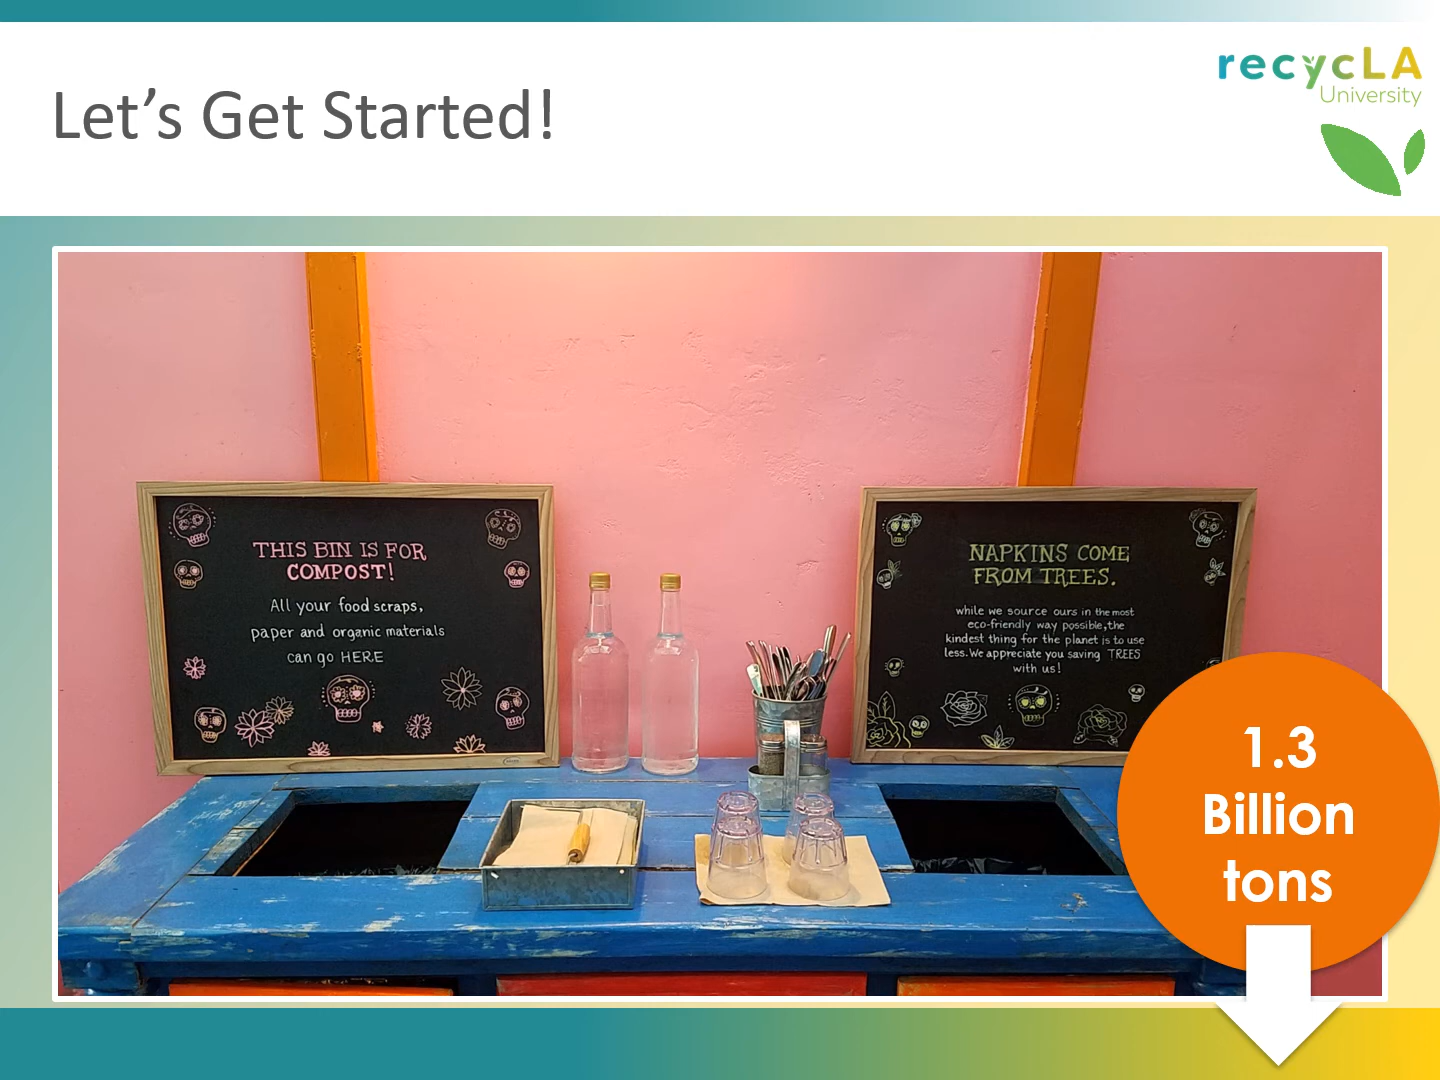 Let's Get Started!
recycLA
University
THIS BIN IS FOR
COMPOST!
All your food scraps,
paper and organic materials
can go HERE
NAPKINS COME
FROM TREES.
while we source ours in the most
eco-friendly way possible, the
kindest thing for the planet is to use
less. We appreciate you saving TREES
with us!
1.3
Billion
tons